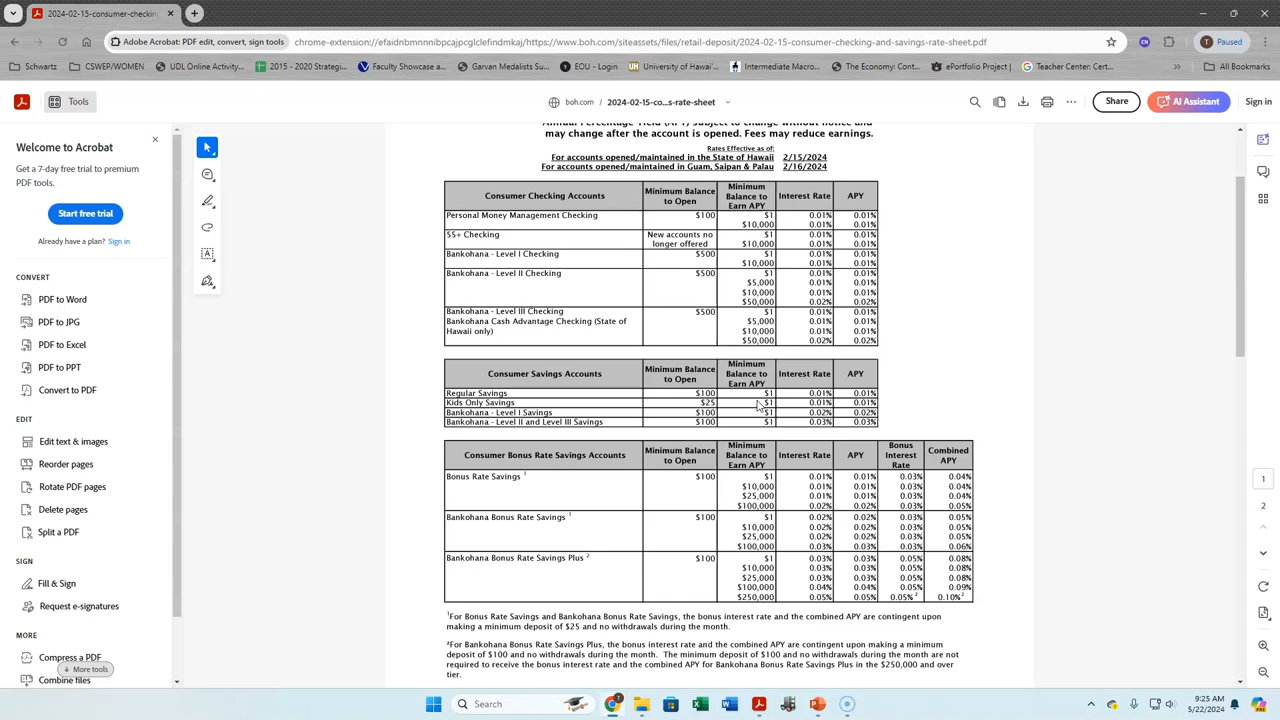 02-15-consumer-checking-and-s
Adobe Acrobat: PDF edit, convert, sign tools
chrome-extension://efaidnbmnnnibpcajpcglclefindmkaj/https://www.boh.com/siteassets/files/retail-deposit/2024-02-15-consumer-checking-and-savings-rate-sheet.pdf
EN
T Paused
Schwartz
CSWEP/WOMEN
UDL Online Activity...
2015 - 2020 Strategi...
Faculty Showcase a...
Garvan Medalists Su...
EOU - Login
UH University of Hawai'i...
Intermediate Macro...
The Economy: Cont...
ePortfolio Project |
Teacher Center: Cer...
All Bookmarks
Tools
boh.com / 2024-02-15-co...s-rate-sheet
Share
AI Assistant
Sign in
Welcome to Acrobat
Get a 7-day free trial to premium
PDF tools.
Start free trial
Already have a plan? Sign in
CONVERT
PDF to Word
PDF to JPG
PDF to Excel
PDF to PPT
Convert to PDF
EDIT
Edit text & images
Reorder pages
Rotate PDF pages
Delete pages
Split a PDF
SIGN
Fill & Sign
Request e-signatures
MORE
Compress a PDF
More tools
Combine files
Annual Percentage Yield (APY) subject to change without notice and
may change after the account is opened. Fees may reduce earnings.
Rates Effective as of:
For accounts opened/maintained in the State of Hawaii 2/15/2024
For accounts opened/maintained in Guam, Saipan & Palau 2/16/2024
Consumer Checking Accounts Minimum Balance to Open Minimum Balance to Earn APY Interest Rate APY
Personal Money Management Checking $100 $1 0.01% 0.01%
$10,000 0.01% 0.01%
55+ Checking New accounts no longer offered $1 0.01% 0.01%
$10,000 0.01% 0.01%
Bankohana - Level I Checking $500 $1 0.01% 0.01%
$10,000 0.01% 0.01%
Bankohana - Level II Checking $500 $1 0.01% 0.01%
$5,000 0.01% 0.01%
$10,000 0.01% 0.01%
$50,000 0.02% 0.02%
Bankohana - Level III Checking $500 $1 0.01% 0.01%
Bankohana Cash Advantage Checking (State of $5,000 0.01% 0.01%
Hawaii only) $10,000 0.01% 0.01%
$50,000 0.02% 0.02%
Consumer Savings Accounts Minimum Balance to Open Minimum Balance to Earn APY Interest Rate APY
Regular Savings $100 $1 0.01% 0.01%
Kids Only Savings $25 $1 0.01% 0.01%
Bankohana - Level I Savings $100 $1 0.02% 0.02%
Bankohana - Level II and Level III Savings $100 $1 0.03% 0.03%
Consumer Bonus Rate Savings Accounts Minimum Balance to Open Minimum Balance to Earn APY Interest Rate APY Bonus Interest Rate Combined APY
Bonus Rate Savings 1 $100 $1 0.01% 0.01% 0.03% 0.04%
$10,000 0.01% 0.01% 0.03% 0.04%
$25,000 0.01% 0.01% 0.03% 0.04%
$100,000 0.02% 0.02% 0.03% 0.05%
Bankohana Bonus Rate Savings 1 $100 $1 0.02% 0.02% 0.03% 0.05%
$10,000 0.02% 0.02% 0.03% 0.05%
$25,000 0.02% 0.02% 0.03% 0.05%
$100,000 0.03% 0.03% 0.03% 0.06%
Bankohana Bonus Rate Savings Plus 2 $100 $1 0.03% 0.03% 0.05% 0.08%
$10,000 0.03% 0.03% 0.05% 0.08%
$25,000 0.03% 0.03% 0.05% 0.08%
$100,000 0.04% 0.04% 0.05% 0.09%
$250,000 0.05% 0.05% 0.05% 2 0.10% 2
1For Bonus Rate Savings and Bankohana Bonus Rate Savings, the bonus interest rate and the combined APY are contingent upon
making a minimum deposit of $25 and no withdrawals during the month.
2For Bankohana Bonus Rate Savings Plus, the bonus interest rate and the combined APY are contingent upon making a minimum
deposit of $100 and no withdrawals during the month. The minimum deposit of $100 and no withdrawals during the month are not
required to receive the bonus interest rate and the combined APY for Bankohana Bonus Rate Savings Plus in the $250,000 and over
tier.
1
2
Search
9:25 AM
5/22/2024